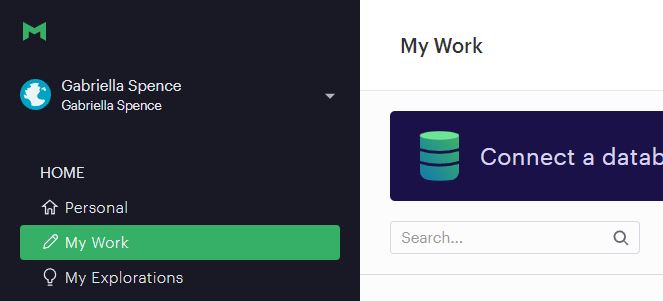 Gabriella Spence
Gabriella Spence
HOME
Personal
My Work
My Explorations
My Work
Connect a datab
Search...